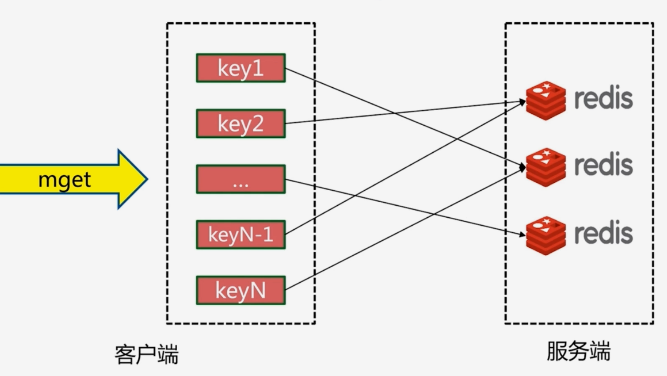 mget
key1
key2
...
keyN-1
keyN
客户端
redis
redis
redis
服务端